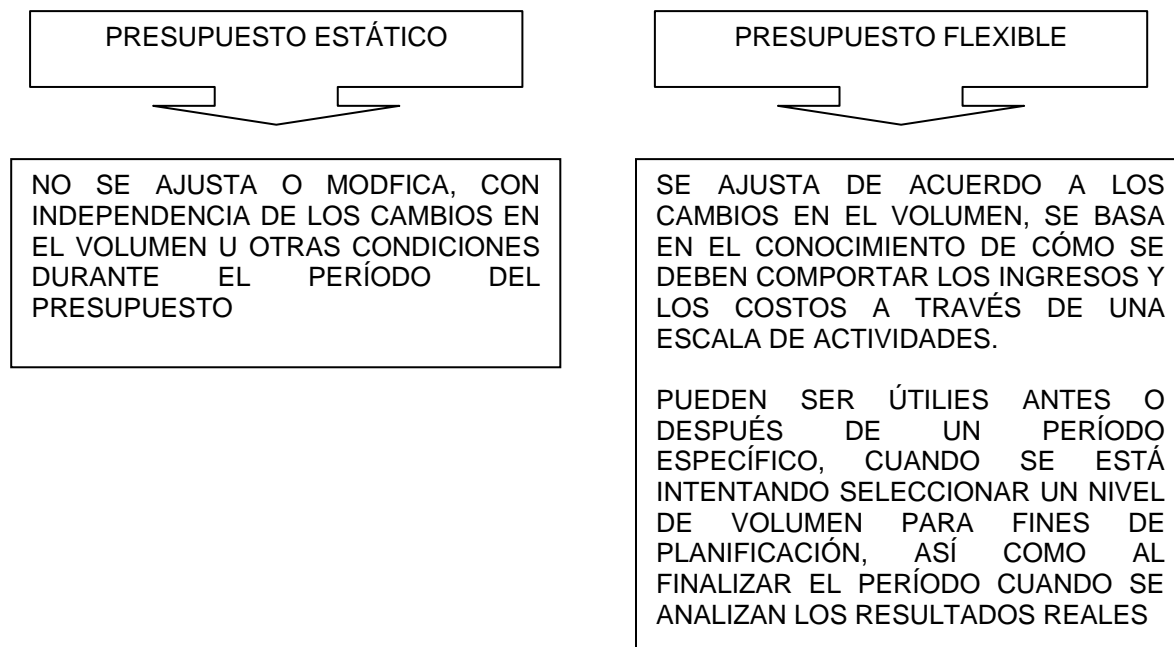 PRESUPUESTO ESTÁTICO
NO SE AJUSTA O MODFICA, CON
INDEPENDENCIA DE LOS CAMBIOS EN
EL VOLUMEN U OTRAS CONDICIONES
DURANTE EL PERÍODO DEL
PRESUPUESTO
PRESUPUESTO FLEXIBLE
SE AJUSTA DE ACUERDO A LOS
CAMBIOS EN EL VOLUMEN, SE BASA
EN EL CONOCIMIENTO DE CÓMO SE
DEBEN COMPORTAR LOS INGRESOS Y
LOS COSTOS A TRAVÉS DE UNA
ESCALA DE ACTIVIDADES.
PUEDEN SER ÚTILIES ANTES O
DESPUÉS DE UN PERÍODO
ESPECÍFICO, CUANDO SE ESTÁ
INTENTANDO SELECCIONAR UN NIVEL
DE VOLUMEN PARA FINES DE
PLANIFICACIÓN, ASÍ COMO AL
FINALIZAR EL PERÍODO CUANDO SE
ANALIZAN LOS RESULTADOS REALES